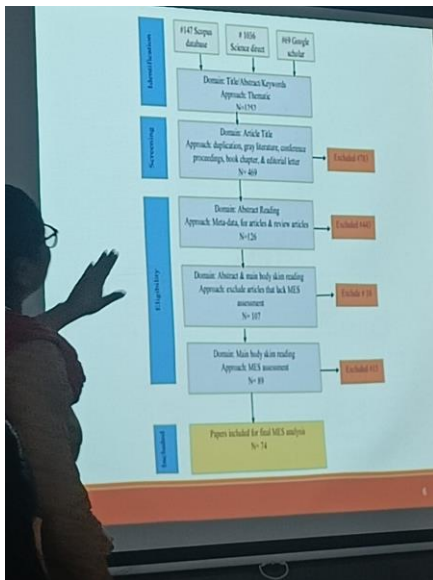 #147 Scopus
database
# 1036
Science direct
#69 Google
scholar
Identification
Domain: Title/Abstract/Keywords
Approach: Thematic
N=1252
Screening
Domain: Article Title
Approach: duplication, gray literature, conference
proceedings, book chapter, & editorial letter
N= 469
Excluded #783
Eligibility
Domain: Abstract Reading
Approach: Meta-data, for articles & review articles
N=126
Excluded
Domain: Abstract & main body skim reading
Approach: exclude articles that lack MES
assessment
N= 107
Exclude #
Domain: Main body skim reading
Approach: MES assessment
N= 89
Excluded #15
Included
Papers included for final MES analysis
N= 74